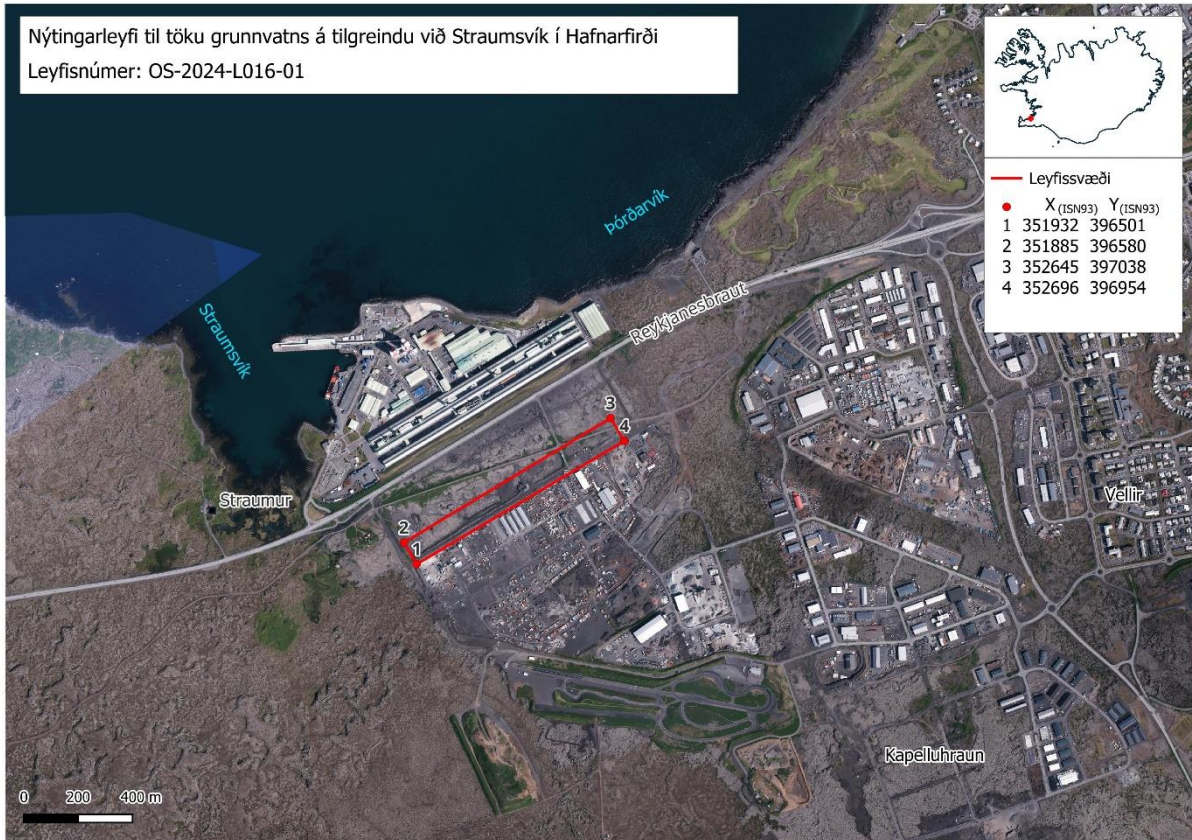 Nýtingarleyfi til töku grunnvatns á tilgreindu við Straumsvík í Hafnarfirði
Leyfisnúmer: OS-2024-L016-01
Leyfissvæði
X (ISN93) Y (ISN93)
1 351932 396501
2 351885 396580
3 352645 397038
4 352696 396954
Þórðarvík
Straumsvík
Reykjanesbraut
3
4
Straumur
Vellir
2
1
Kapelluhraun
0 200 400 m